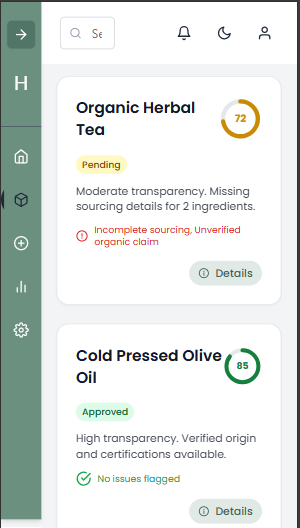 Se
H
Organic Herbal
Tea
72
Pending
Moderate transparency. Missing
sourcing details for 2 ingredients.
Incomplete sourcing, Unverified
organic claim
Details
Cold Pressed Olive
Oil
85
Approved
High transparency. Verified origin
and certifications available.
No issues flagged
Details